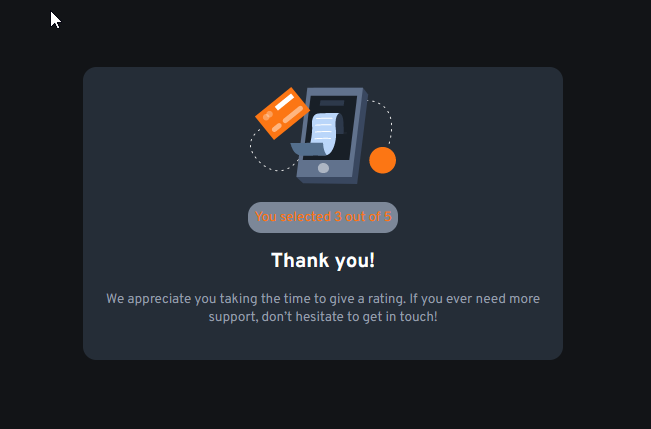 You selected 3 out of 5
Thank you!
We appreciate you taking the time to give a rating. If you ever need more
support, don’t hesitate to get in touch!